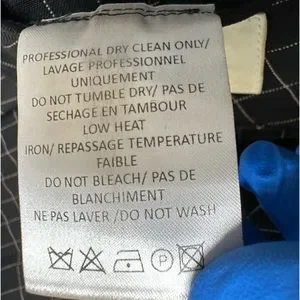 PROFESSIONAL DRY CLEAN ONLY/
LAVAGE PROFESSIONNEL
UNIQUEMENT
DO NOT TUMBLE DRY/ PAS DE
SECHAGE EN TAMBOUR
LOW HEAT
IRON/ REPASSAGE TEMPERATURE
FAIBLE
DO NOT BLEACH/ PAS DE
BLANCHIMENT
NE PAS LAVER /DO NOT WASH
P